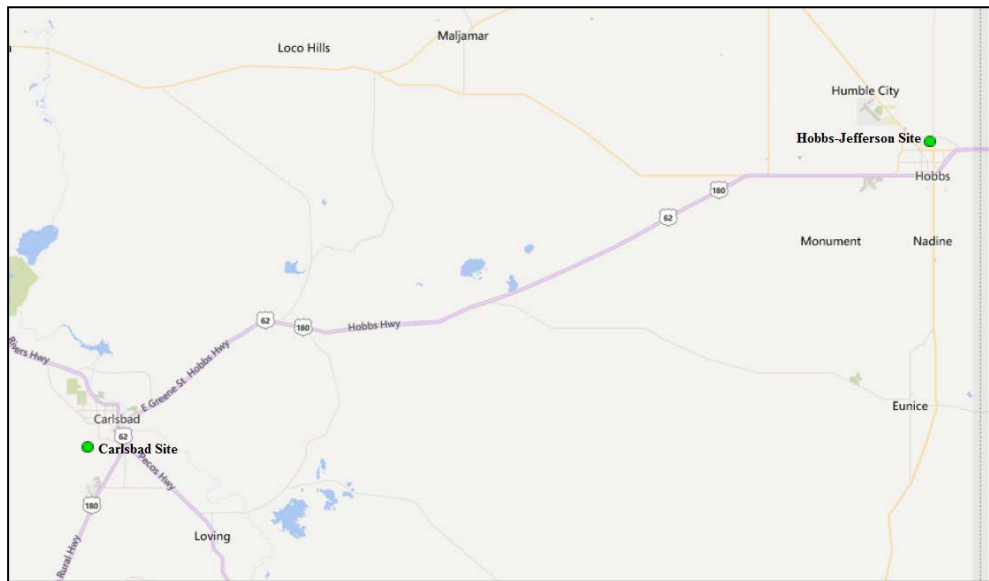 Maljamar
Loco Hills
a
Humble City
Hobbs-Jefferson Site
Hobbs
180
62
Monument
Nadine
62
180
Hobbs Hwy
Rivers Hwy
E Greene St
Hobbs Hwy
Eunice
Carlsbad
62
Carlsbad Site
Pecos Hwy
180
Loving
Rural Hwy